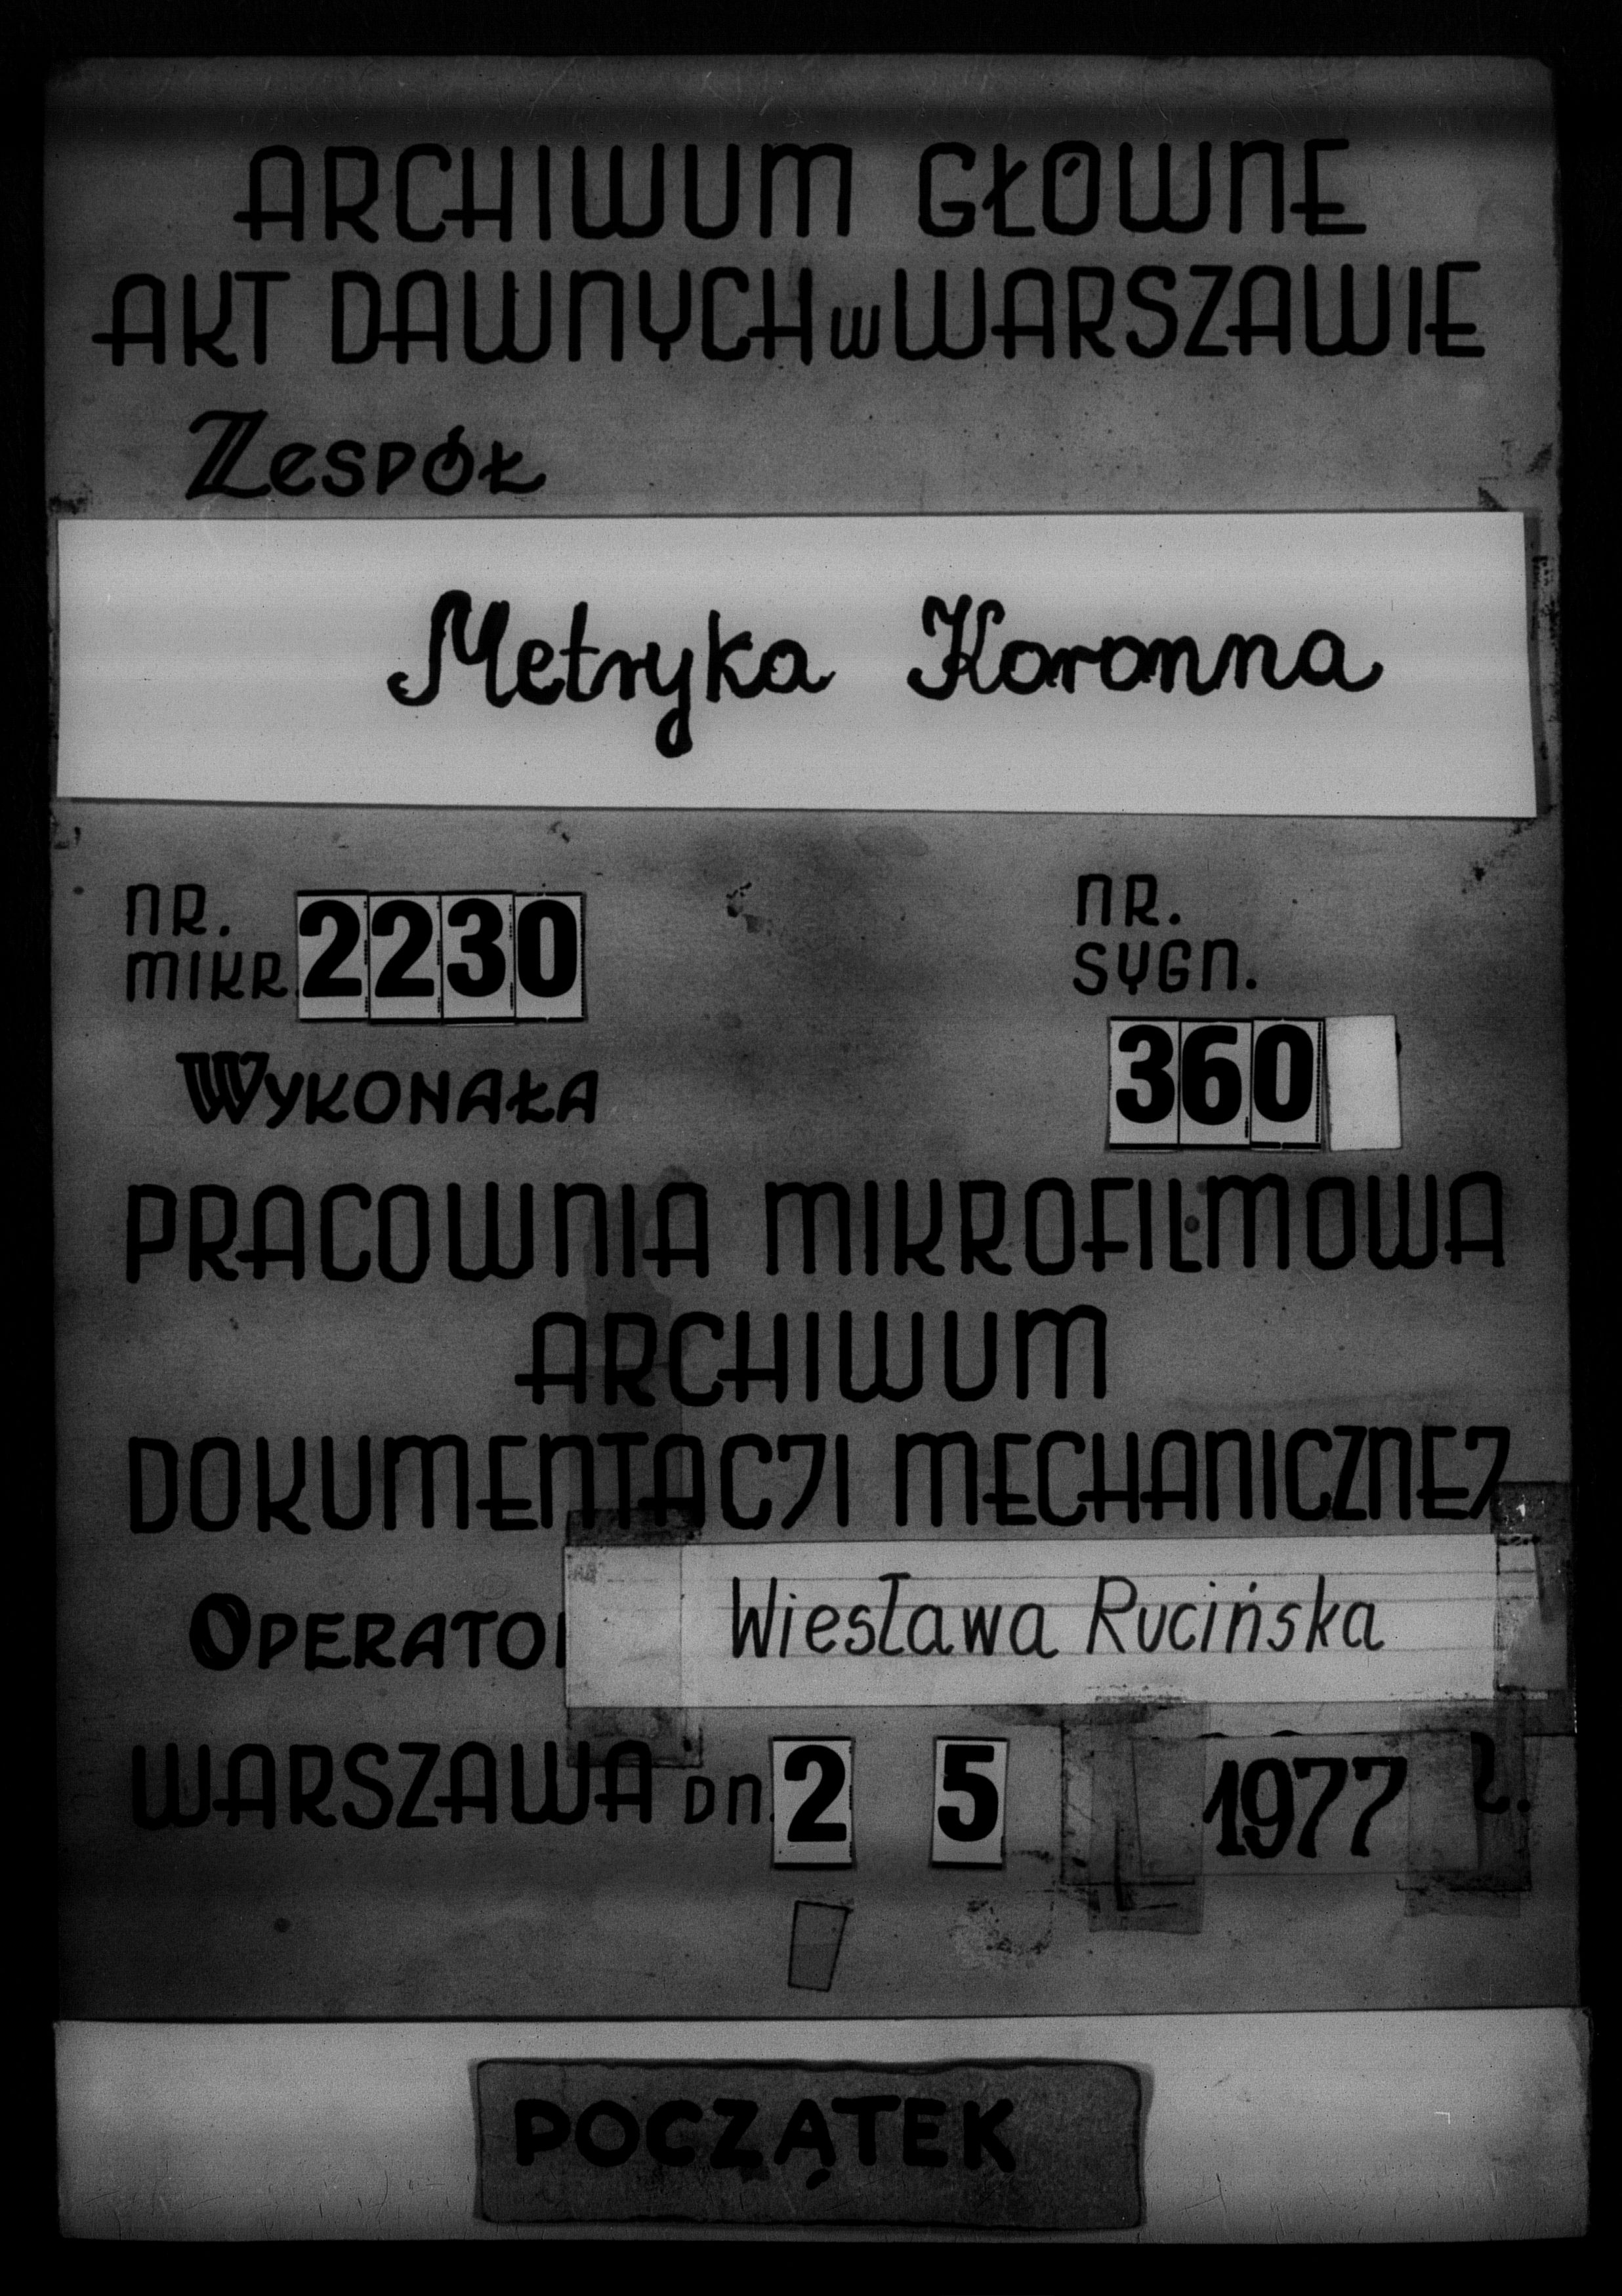 ARCHIWUM GŁÓWNE
AKT DAWNYCH w WARSZAWIE
ZESPÓŁ
Metryka Koronna
NR. MIKR. 2230
NR. SYGN. 360
WYKONAŁA
PRACOWNIA MIKROFILMOWA
ARCHIWUM
DOKUMENTACJI MECHANICZNEJ
OPERATOR Wiesława Rucińska
WARSZAWA DN. 2 5 1977 r.
POCZĄTEK